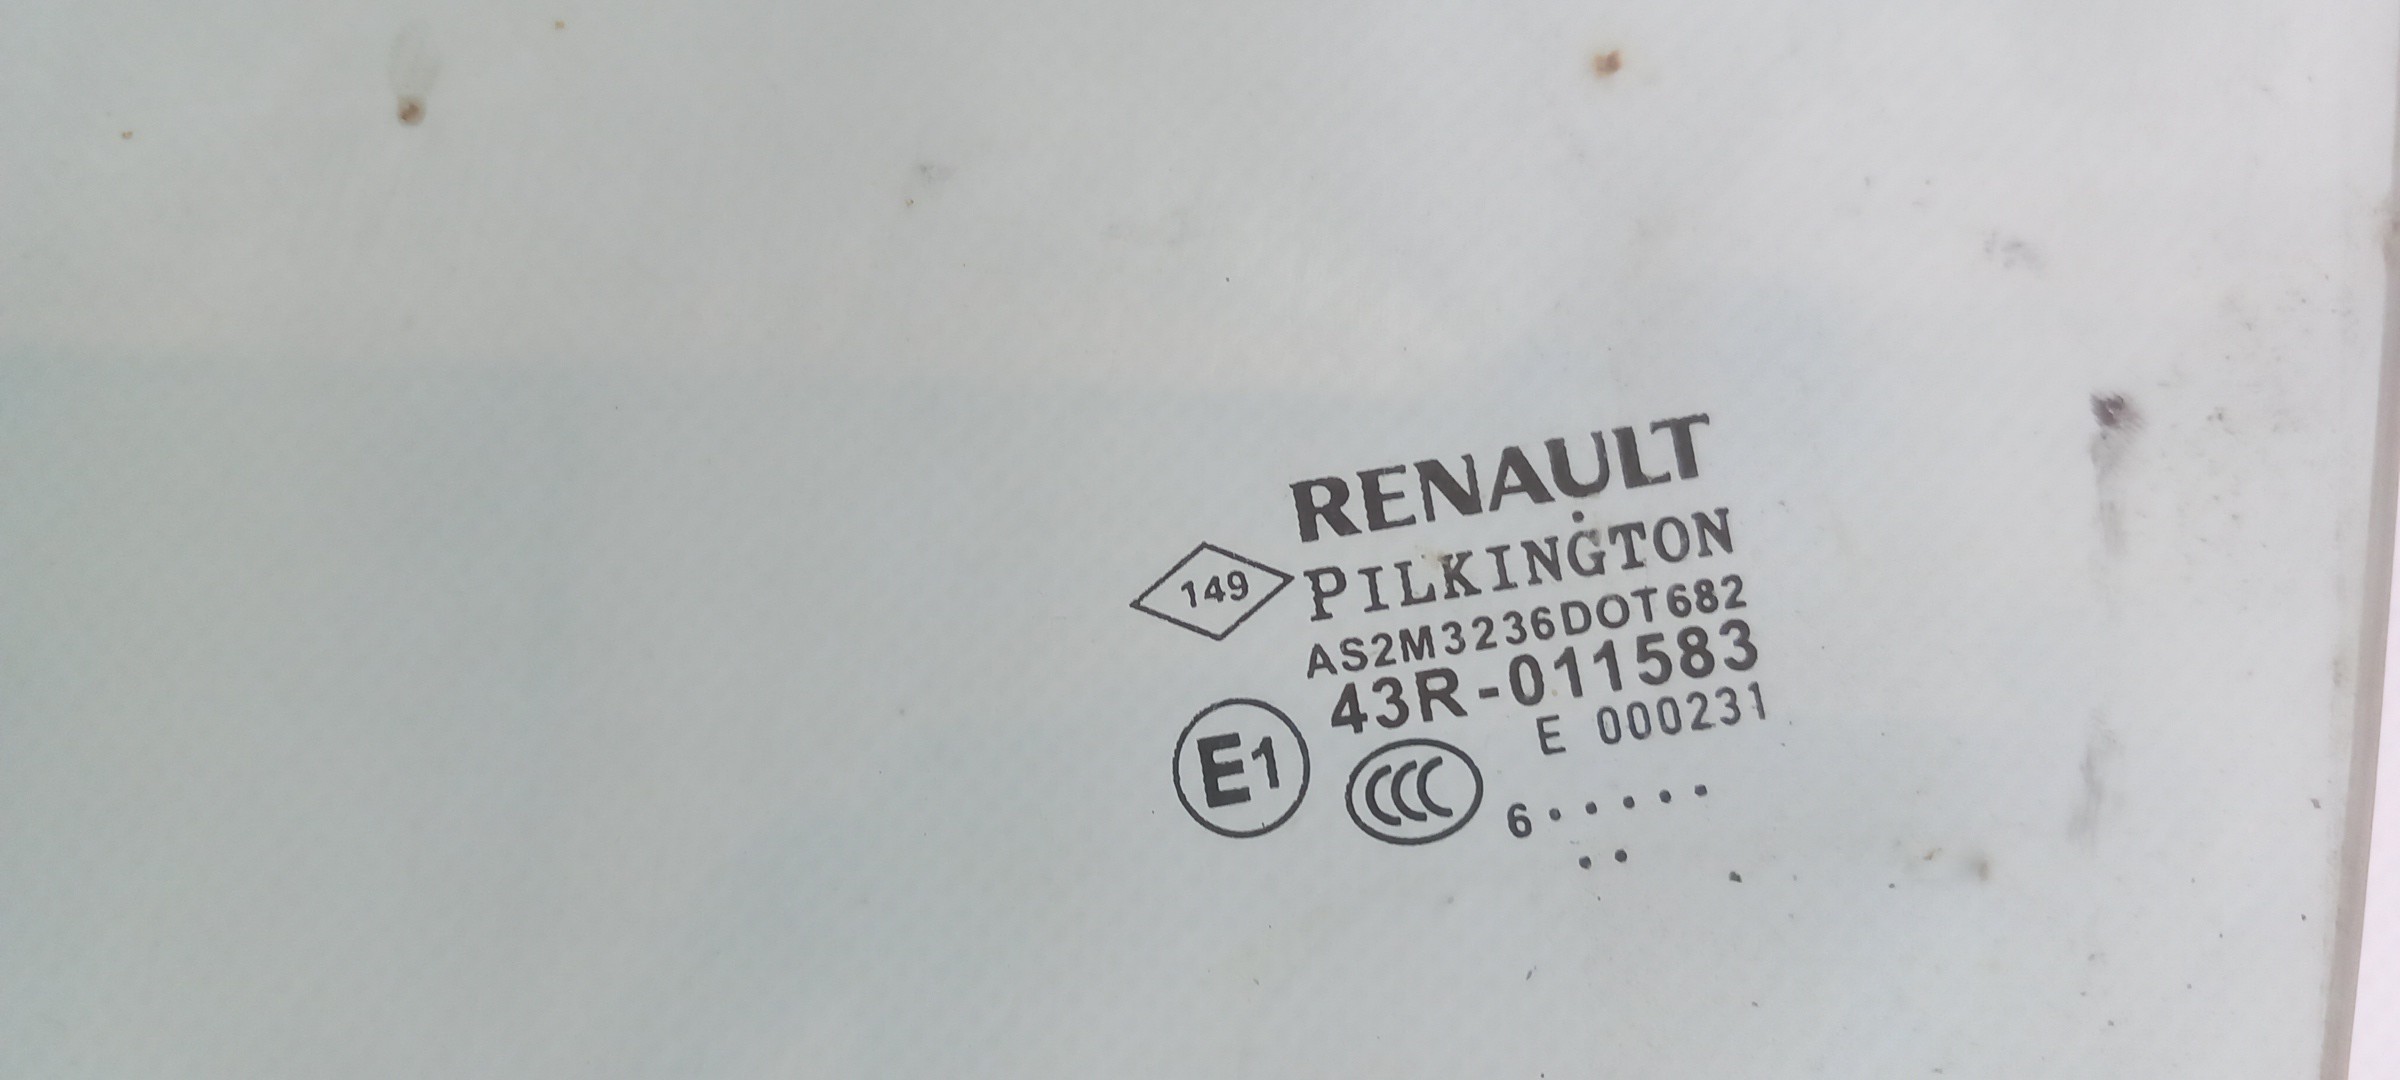 RENAULT
149
PILKINGTON
AS2M3236DOT682
43R-011583
E 000231
E1
CCC
6.....
..